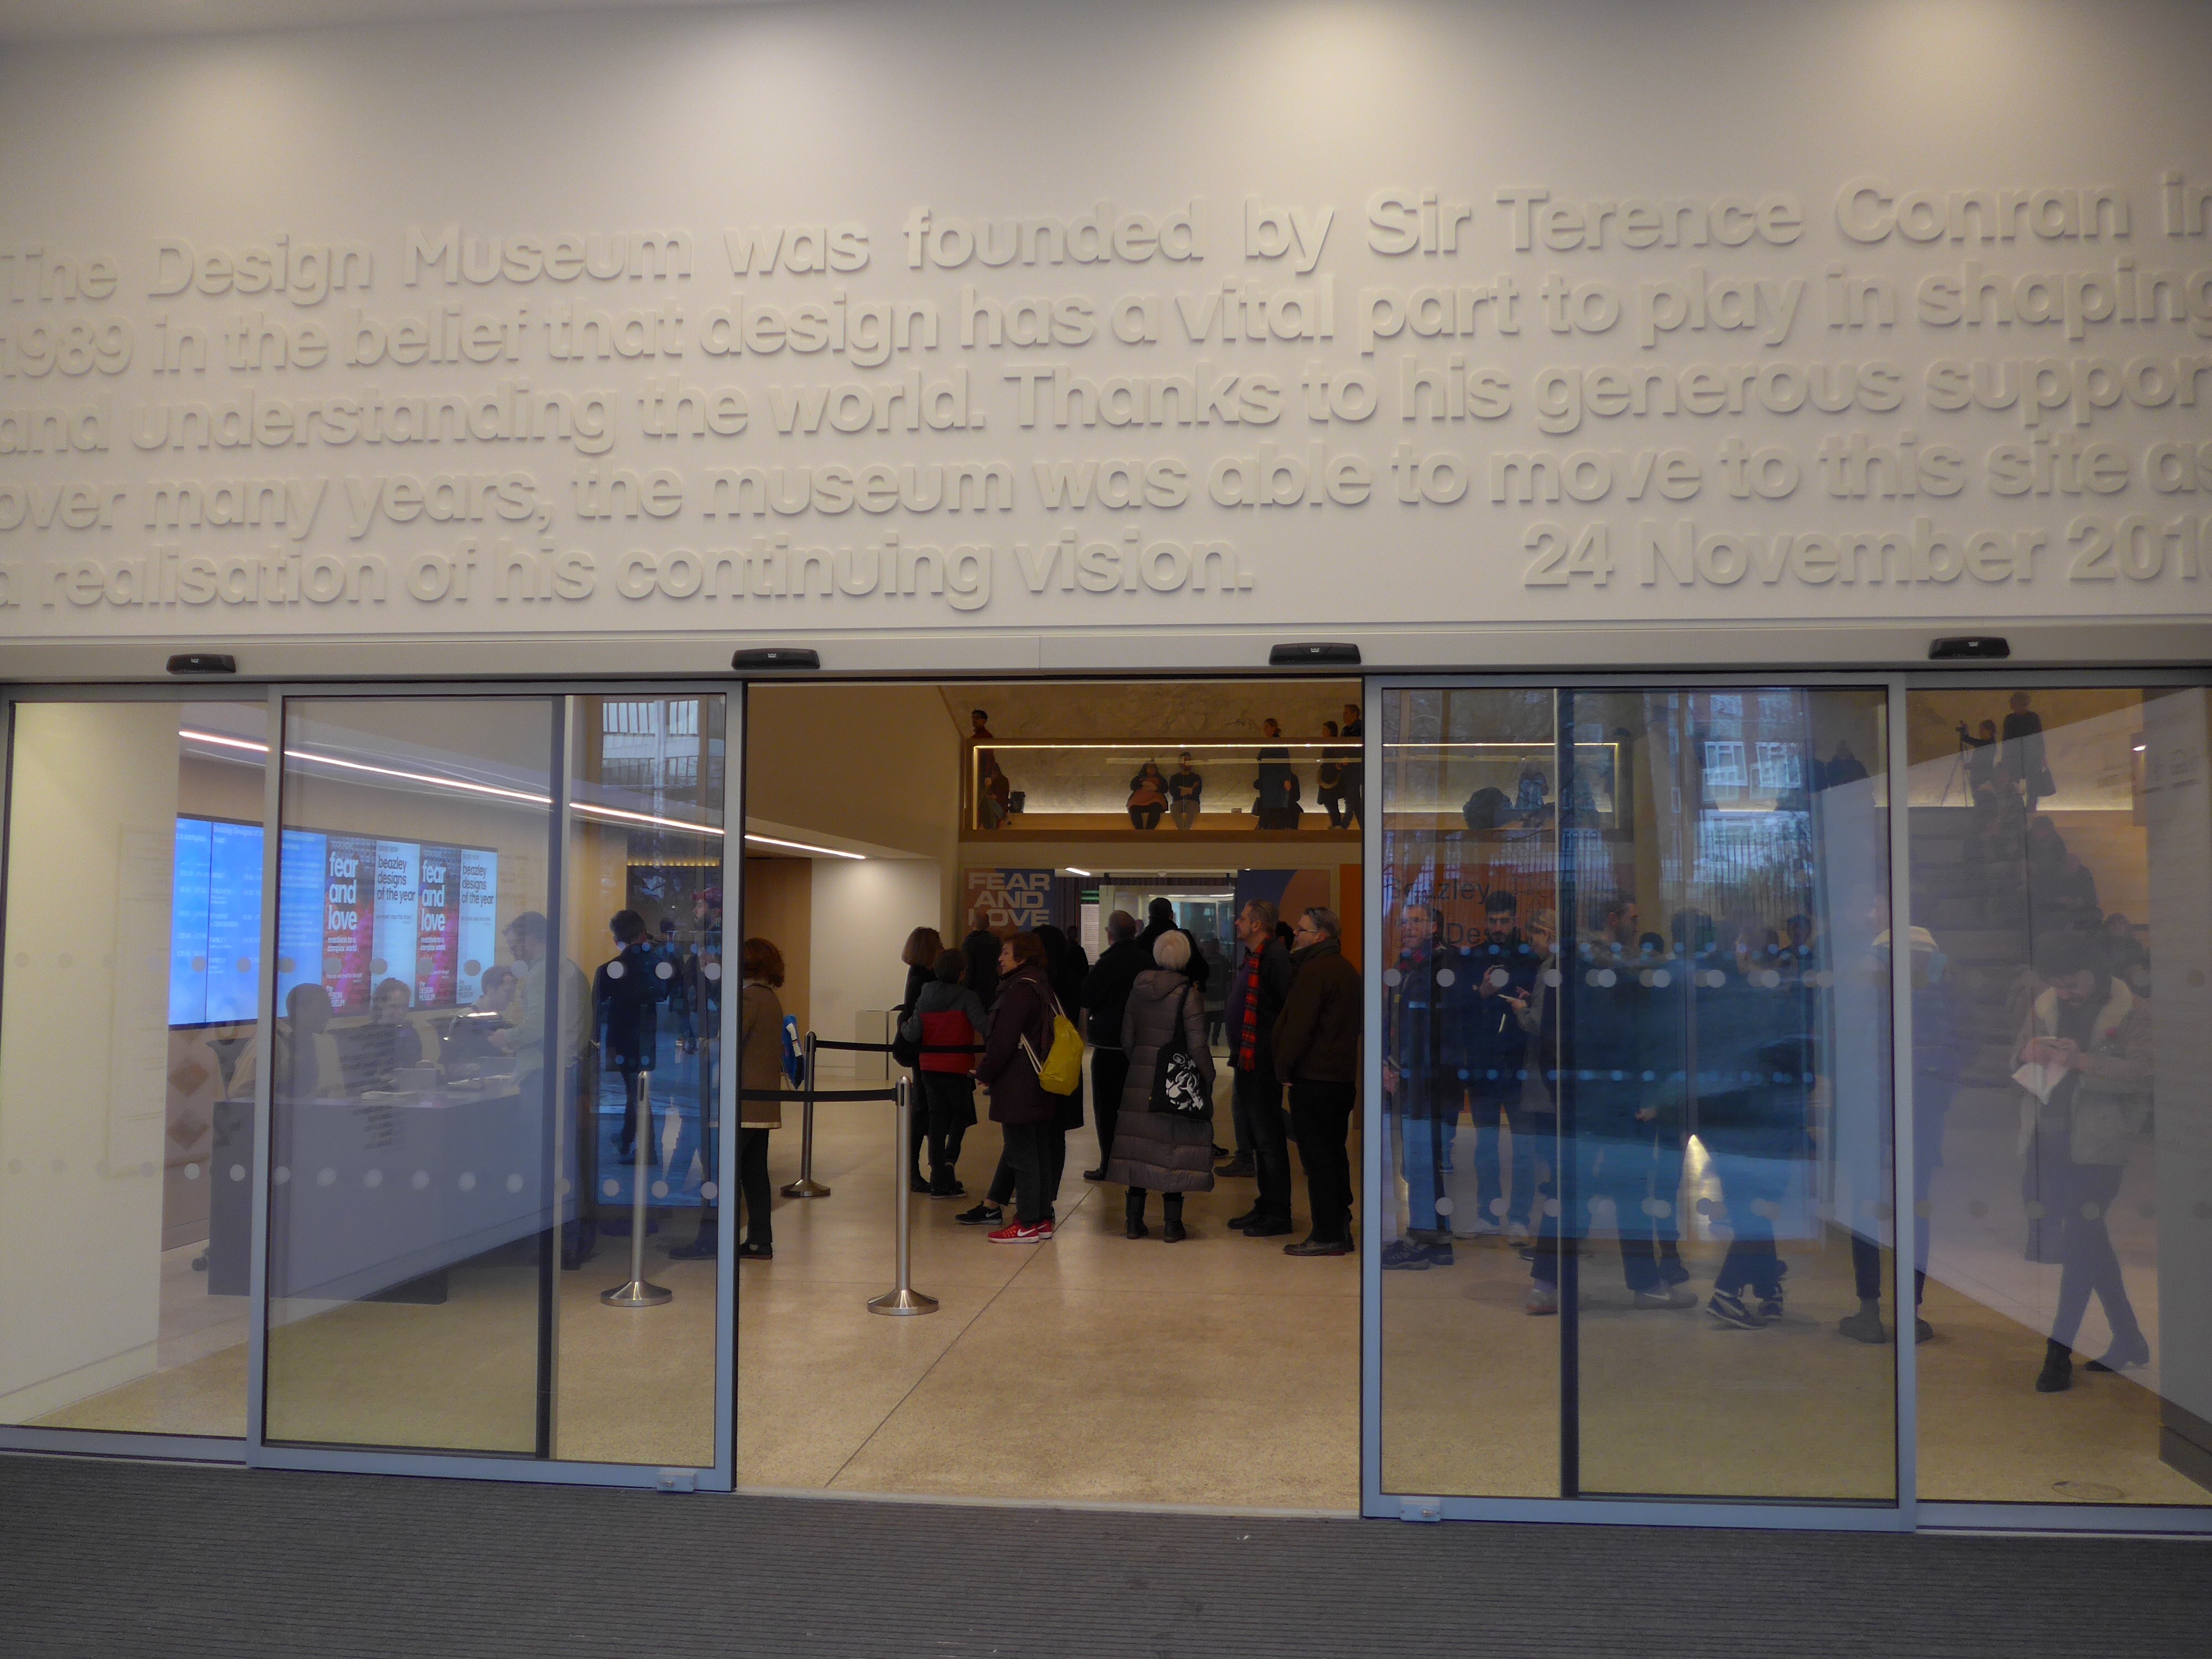 The Design Museum was founded by Sir Terence Conran in
1989 in the belief that design has a vital part to play in shaping
and understanding the world. Thanks to his generous support
over many years, the museum was able to move to this site as
a realisation of his continuing vision. 24 November 2016
fear
and
love
beazley
designs
of the year
fear
and
love
beazley
designs
of the year
FEAR
AND
LOVE
Beazley